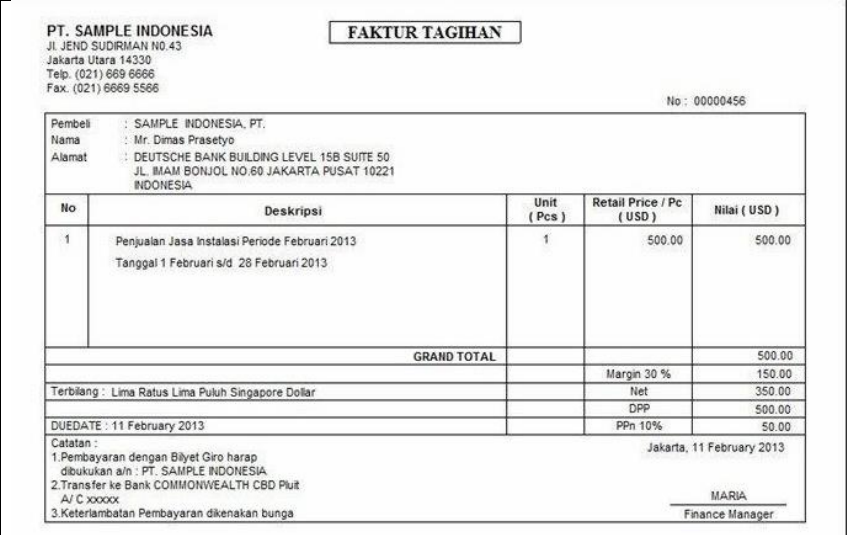 PT. SAMPLE INDONESIA
FAKTUR TAGIHAN
Jl. JEND SUDIRMAN N0.43
Jakarta Utara 14330
Telp. (021) 669 6666
Fax. (021) 6669 5566
No : 00000456
Pembeli : SAMPLE INDONESIA, PT.
Nama : Mr. Dimas Prasetyo
Alamat : DEUTSCHE BANK BUILDING LEVEL 15B SUITE 50
JL. IMAM BONJOL NO.60 JAKARTA PUSAT 10221
INDONESIA
No Deskripsi Unit ( Pcs ) Retail Price / Pc ( USD ) Nilai ( USD )
1 Penjualan Jasa Instalasi Periode Februari 2013 1 500.00 500.00
Tanggal 1 Februari s/d 28 Februari 2013
GRAND TOTAL 500.00
Margin 30 % 150.00
Terbilang : Lima Ratus Lima Puluh Singapore Dollar Net 350.00
DPP 500.00
DUEDATE : 11 February 2013 PPn 10% 50.00
Catatan :
Jakarta, 11 February 2013
1.Pembayaran dengan Bilyet Giro harap
dibukukan a/n : PT. SAMPLE INDONESIA
2.Transfer ke Bank COMMONWEALTH CBD Pluit
A/ C xxxxx
3.Keterlambatan Pembayaran dikenakan bunga
MARIA
Finance Manager